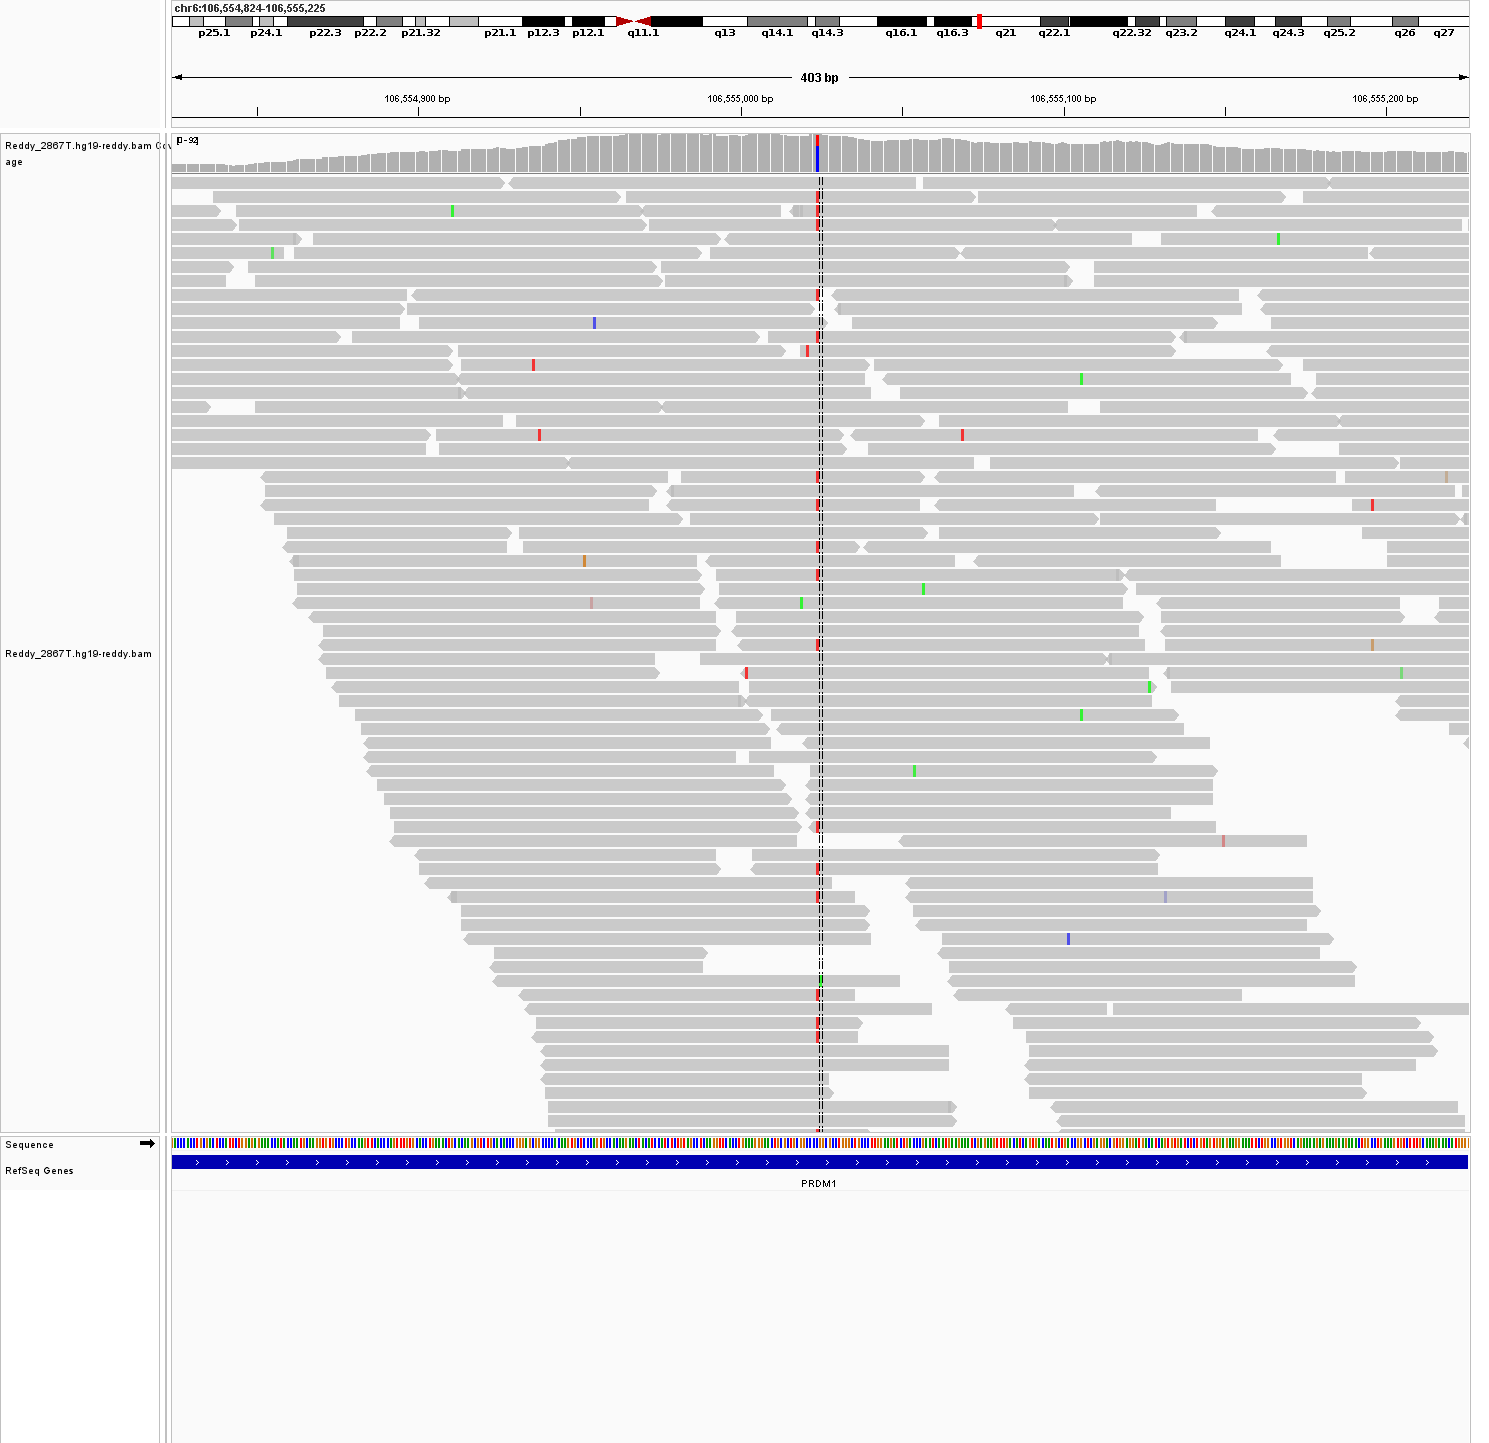 chr6:106,554,824-106,555,225
p25.1 p24.1 p22.3 p22.2 p21.32 p21.1 p12.3 p12.1 q11.1 q13 q14.1 q14.3 q16.1 q16.3 q21 q22.1 q22.32 q23.2 q24.1 q24.3 q25.2 q26 q27
403 bp
106,554,900 bp 106,555,000 bp 106,555,100 bp 106,555,200 bp
[0 - 92]
Reddy_2867T.hg19-reddy.bam Cov
age
Reddy_2867T.hg19-reddy.bam
Sequence
RefSeq Genes
PRDM1